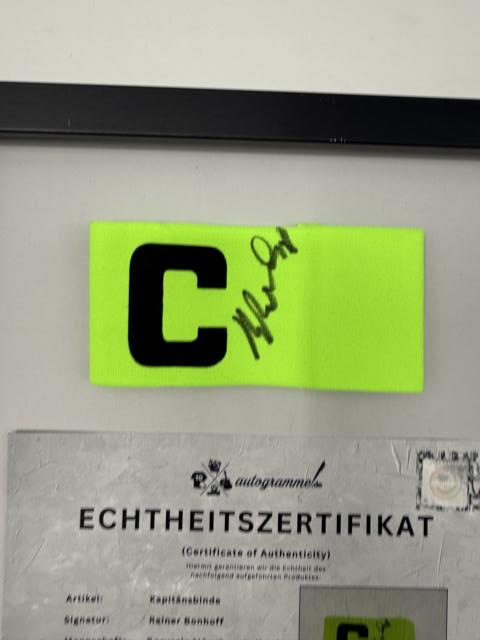 C
autogramme!
ECHTHEITSZERTIFIKAT
(Certificate of Authenticity)
Hiermit garantieren wir die Echtheit des
nachfolgend aufgeführten Produktes:
Artikel: Kapitänsbinde
Signatur: Rainer Bonhoff